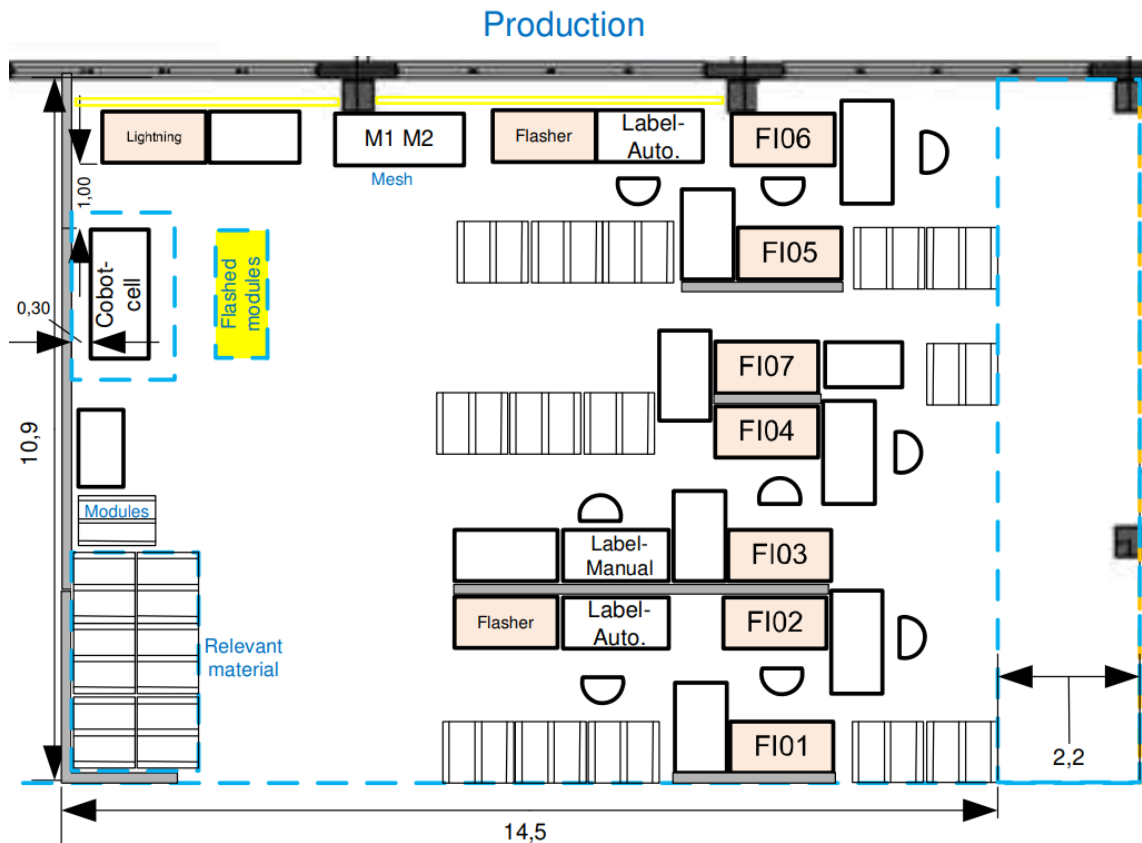 Production
Lightning
M1 M2
Mesh
Flasher
Label-
Auto.
FI06
1,00
FI05
Cobot-
cell
Flashed
modules
0,30
FI07
FI04
10,9
Modules
Label-
Manual
FI03
Flasher
Label-
Auto.
FI02
Relevant
material
FI01
2,2
14,5